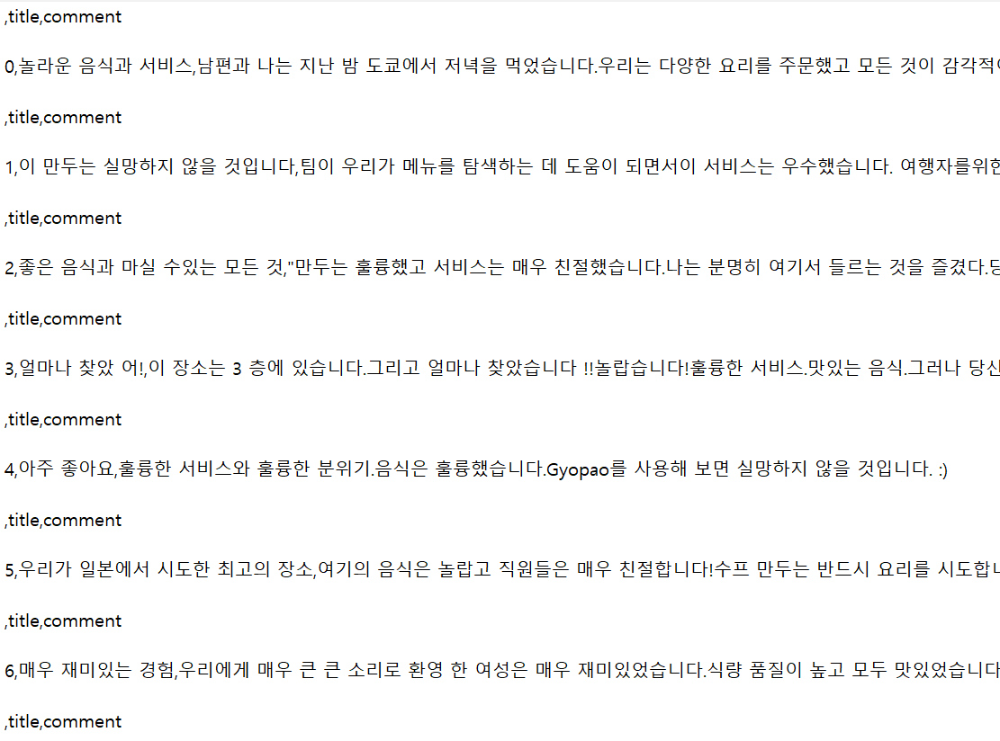 ,title,comment
0,놀라운 음식과 서비스,남편과 나는 지난 밤 도쿄에서 저녁을 먹었습니다.우리는 다양한 요리를 주문했고 모든 것이
,title,comment
1,이 만두는 실망하지 않을 것입니다,팀이 우리가 메뉴를 탐색하는 데 도움이 되면서이 서비스는 우수했습니다. 여행자를위한
,title,comment
2,좋은 음식과 마실 수있는 모든 것,"만두는 훌륭했고 서비스는 매우 친절했습니다.나는 분명히 여기서 들르는 것을 즐겼다.
,title,comment
3,얼마나 찾았 어!,이 장소는 3 층에 있습니다.그리고 얼마나 찾았습니다 !!놀랍습니다!훌륭한 서비스.맛있는 음식.그러나
,title,comment
4,아주 좋아요,훌륭한 서비스와 훌륭한 분위기.음식은 훌륭했습니다.Gyopao를 사용해 보면 실망하지 않을 것입니다. :)
,title,comment
5,우리가 일본에서 시도한 최고의 장소,여기의 음식은 놀랍고 직원들은 매우 친절합니다!수프 만두는 반드시 요리를
,title,comment
6,매우 재미있는 경험,우리에게 매우 큰 큰 소리로 환영 한 여성은 매우 재미있었습니다.식량 품질이 높고 모두 맛있었습니다
,title,comment